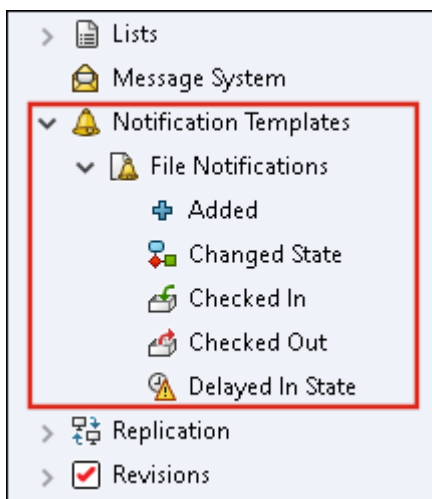 Lists
Message System
Notification Templates
File Notifications
Added
Changed State
Checked In
Checked Out
Delayed In State
Replication
Revisions